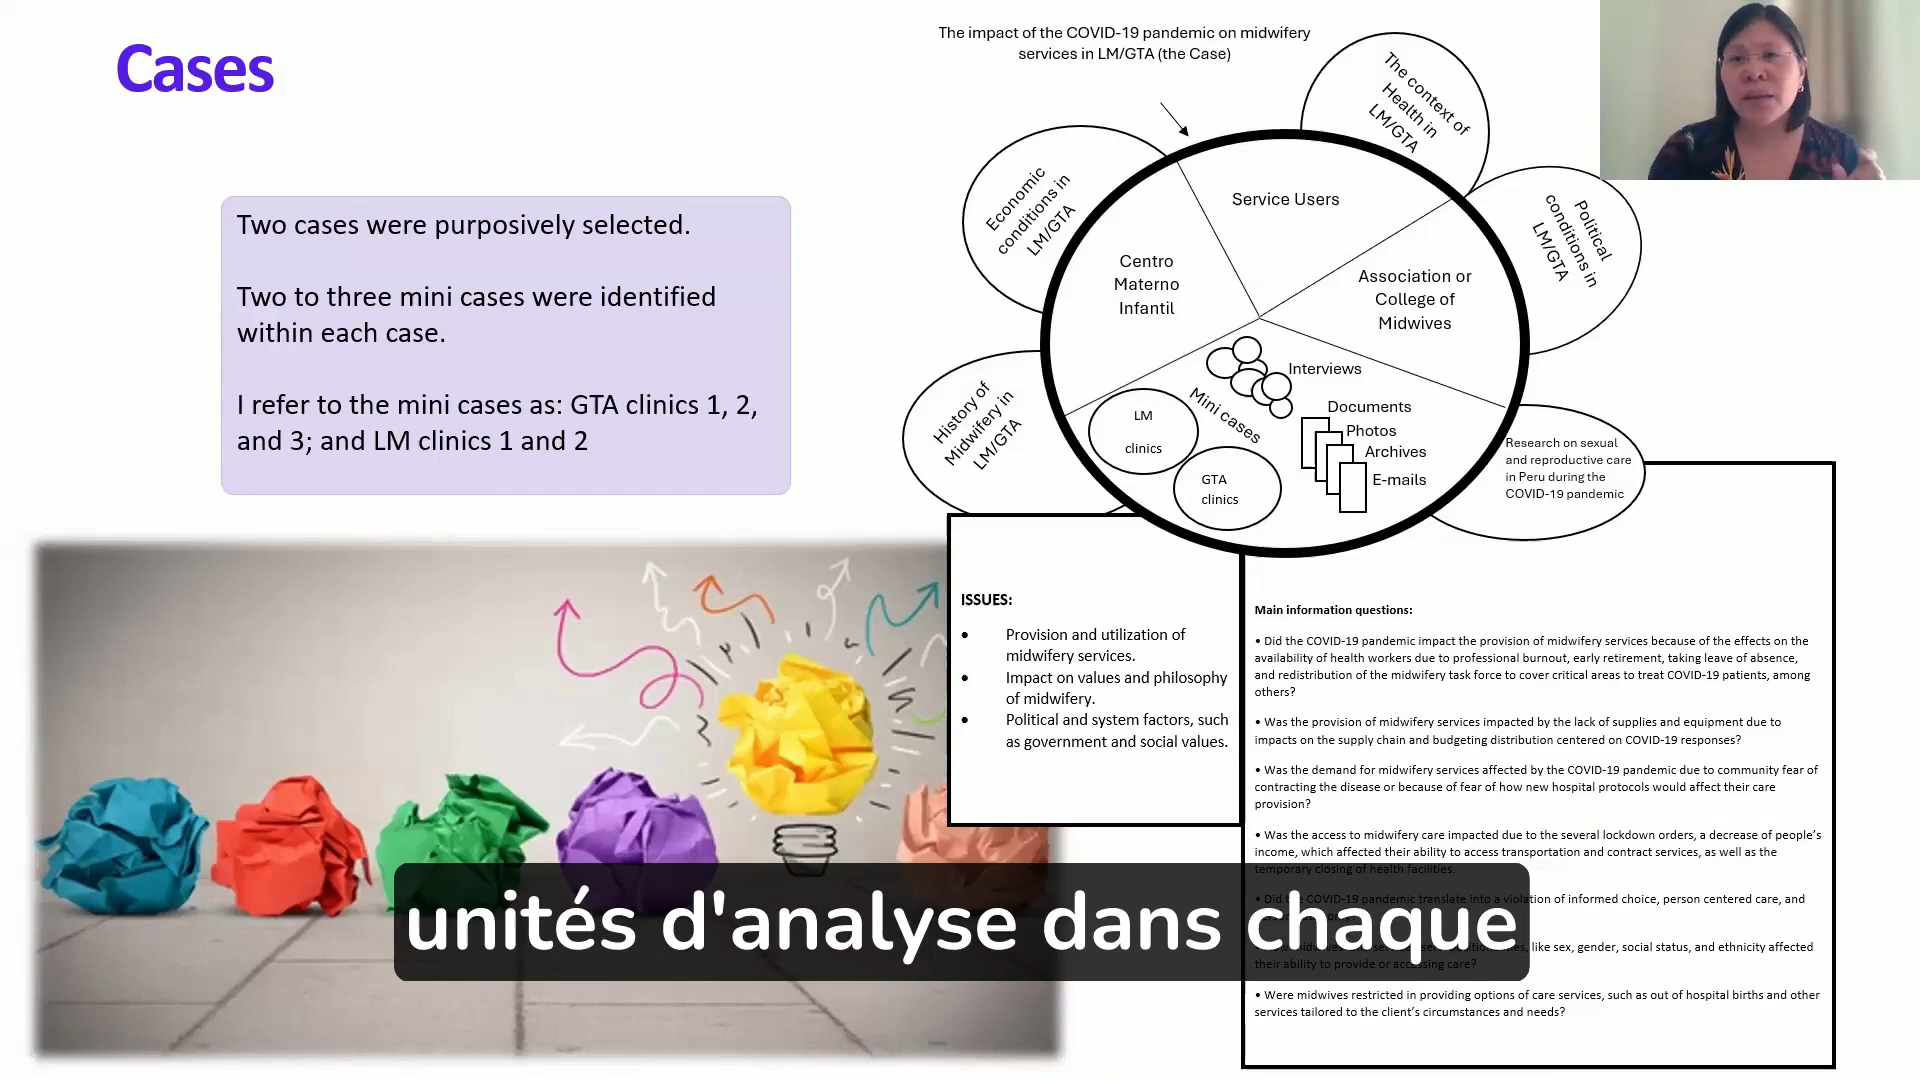 Cases
Two cases were purposively selected.
Two to three mini cases were identified
within each case.
I refer to the mini cases as: GTA clinics 1, 2,
and 3; and LM clinics 1 and 2
The impact of the COVID-19 pandemic on midwifery
services in LM/GTA (the Case)
The context of
Health in
LM/GTA
Economic
conditions in
LM/GTA
Political
conditions in
LM/GTA
History of
Midwifery in
LM/GTA
Service Users
Centro
Materno
Infantil
Association or
College of
Midwives
Interviews
Mini cases
Documents
Photos
Archives
E-mails
LM
clinics
GTA
clinics
Research on sexual
and reproductive care
in Peru during the
COVID-19 pandemic
ISSUES:
• Provision and utilization of
midwifery services.
• Impact on values and philosophy
of midwifery.
• Political and system factors, such
as government and social values.
Main information questions:
• Did the COVID-19 pandemic impact the provision of midwifery services because of the effects on the
availability of health workers due to professional burnout, early retirement, taking leave of absence,
and redistribution of the midwifery task force to cover critical areas to treat COVID-19 patients, among
others?
• Was the provision of midwifery services impacted by the lack of supplies and equipment due to
impacts on the supply chain and budgeting distribution centered on COVID-19 responses?
• Was the demand for midwifery services affected by the COVID-19 pandemic due to community fear of
contracting the disease or because of fear of how new hospital protocols would affect their care
provision?
• Was the access to midwifery care impacted due to the several lockdown orders, a decrease of people's
income, which affected their ability to access transportation and contract services, as well as the
temporary closing of health facilities.
• Did the COVID-19 pandemic translate into a violation of informed choice, person centered care, and
like sex, gender, social status, and ethnicity affected
their ability to provide or accessing care?
• Were midwives restricted in providing options of care services, such as out of hospital births and other
services tailored to the client's circumstances and needs?
unités d'analyse dans chaque